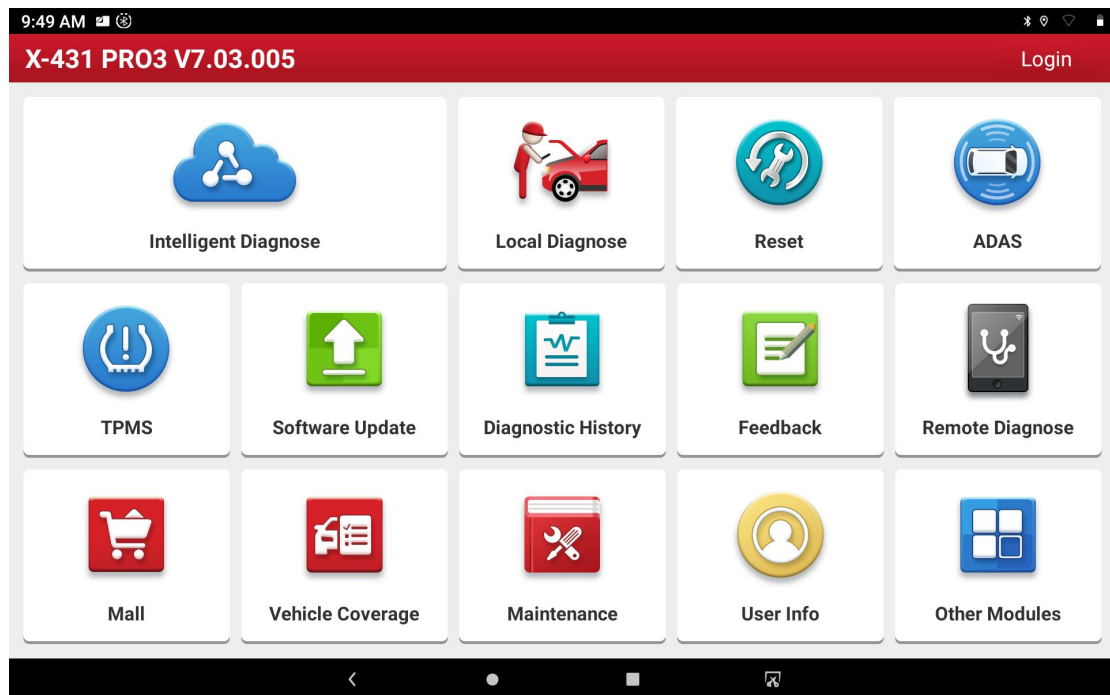 9:49 AM
X-431 PRO3 V7.03.005
Login
Intelligent Diagnose
Local Diagnose
Reset
ADAS
TPMS
Software Update
Diagnostic History
Feedback
Remote Diagnose
Mall
Vehicle Coverage
Maintenance
User Info
Other Modules